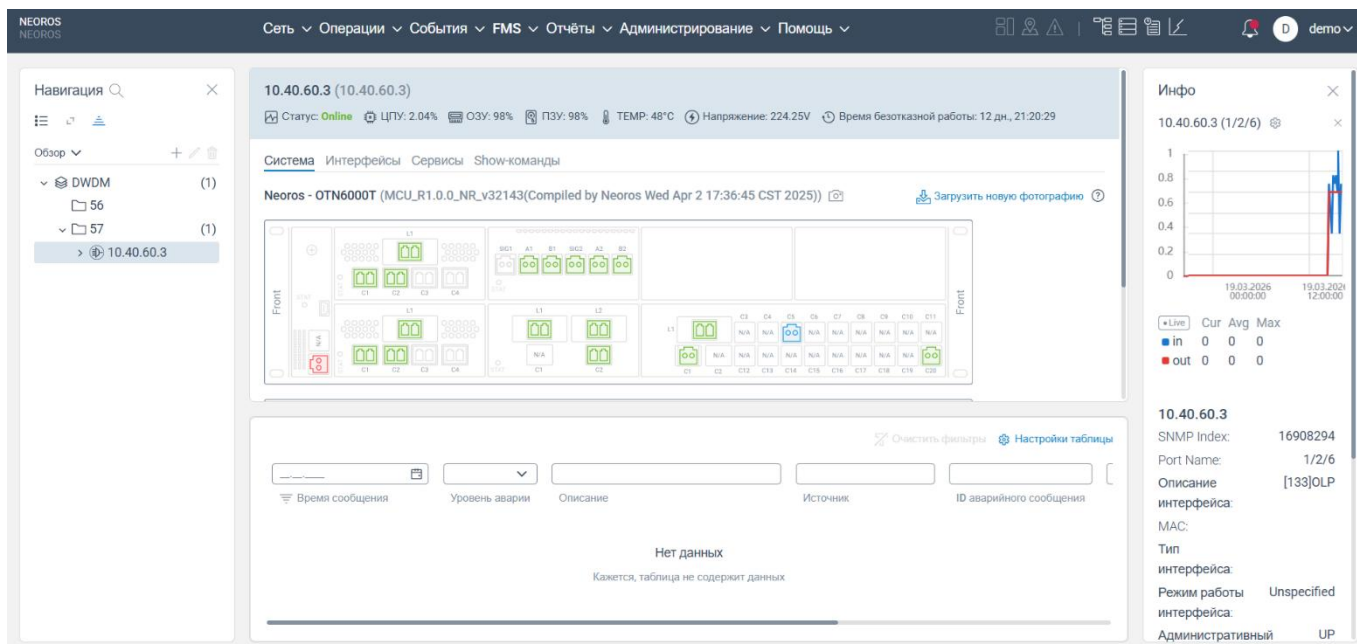 NEOROS
NEOROS
Сеть Операции События FMS Отчёты Администрирование Помощь
D demo
Навигация
Обзор
DWDM (1)
56
57 (1)
10.40.60.3
10.40.60.3 (10.40.60.3)
Статус: Online ЦПУ: 2.04% ОЗУ: 98% ПЗУ: 98% TEMP: 48°C Напряжение: 224.25V Время безотказной работы: 12 дн., 21:20:29
Система Интерфейсы Сервисы Show-команды
Neoros - OTN6000T (MCU_R1.0.0_NR_v32143(Compiled by Neoros Wed Apr 2 17:36:45 CST 2025))
Загрузить новую фотографию
Front
L1
C1 C2 C3 C4
SIG1 A1 B1 SIG2 A2 B2
Front
N/A
L1
C1 C2 C3 C4
L1 L2
N/A
C1 C2
L1
C3 C4 C5 C6 C7 C8 C9 C10 C11
N/A N/A N/A N/A N/A N/A N/A N/A
N/A N/A N/A N/A N/A N/A N/A N/A N/A
C1 C2 C12 C13 C14 C15 C16 C17 C18 C19 C20
Очистить фильтры Настройки таблицы
Время сообщения Уровень аварии Описание Источник ID аварийного сообщения
Нет данных
Кажется, таблица не содержит данных
Инфо
10.40.60.3 (1/2/6)
1
0.8
0.6
0.4
0.2
0
19.03.2026 19.03.2026
00:00:00 12:00:00
Live Cur Avg Max
in 0 0 0
out 0 0 0
10.40.60.3
SNMP Index: 16908294
Port Name: 1/2/6
Описание [133]OLP
интерфейса:
MAC:
Тип
интерфейса:
Режим работы Unspecified
интерфейса:
Административный UP